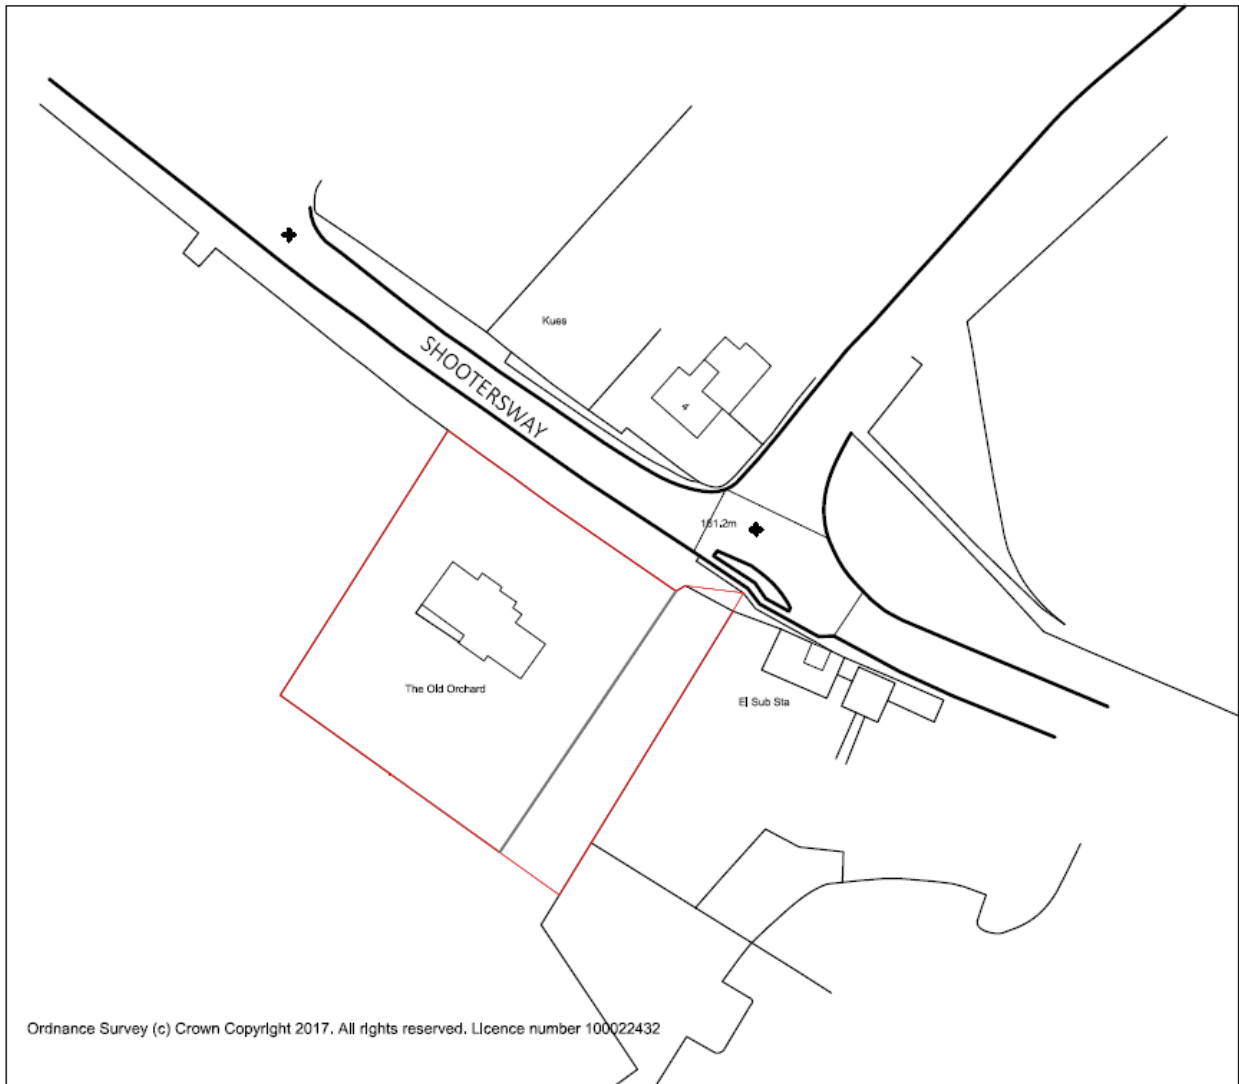 Kues
SHOOTERSWAY
4
181.2m
The Old Orchard
El Sub Sta
Ordnance Survey (c) Crown Copyright 2017. All rights reserved. Licence number 100022432